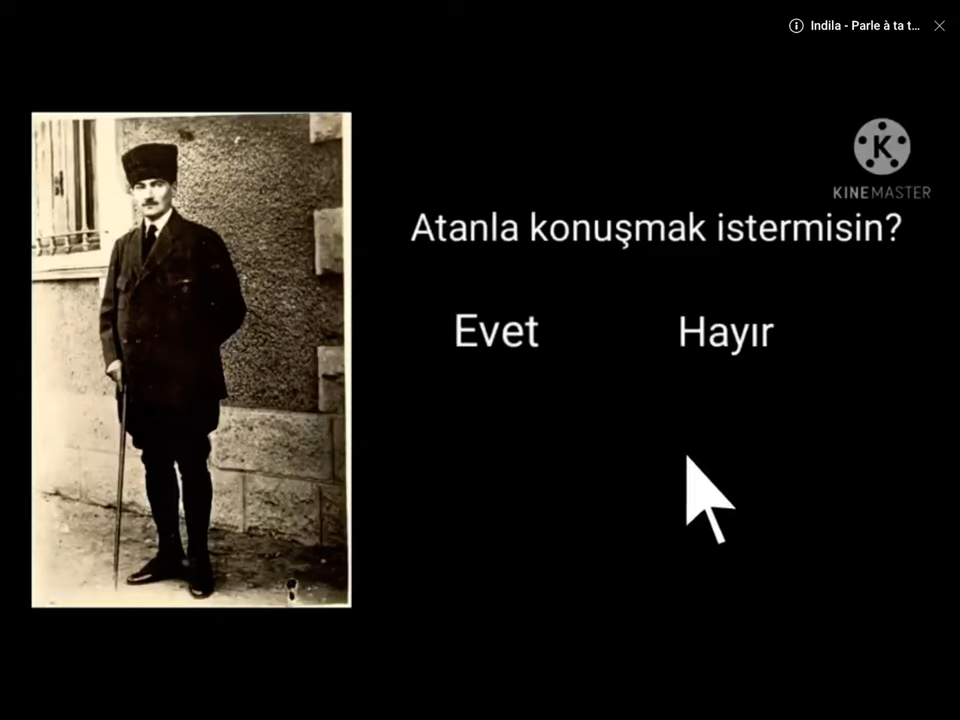 Indila - Parle à ta t...
KINEMASTER
Atanla konuşmak istermisin?
Evet Hayır